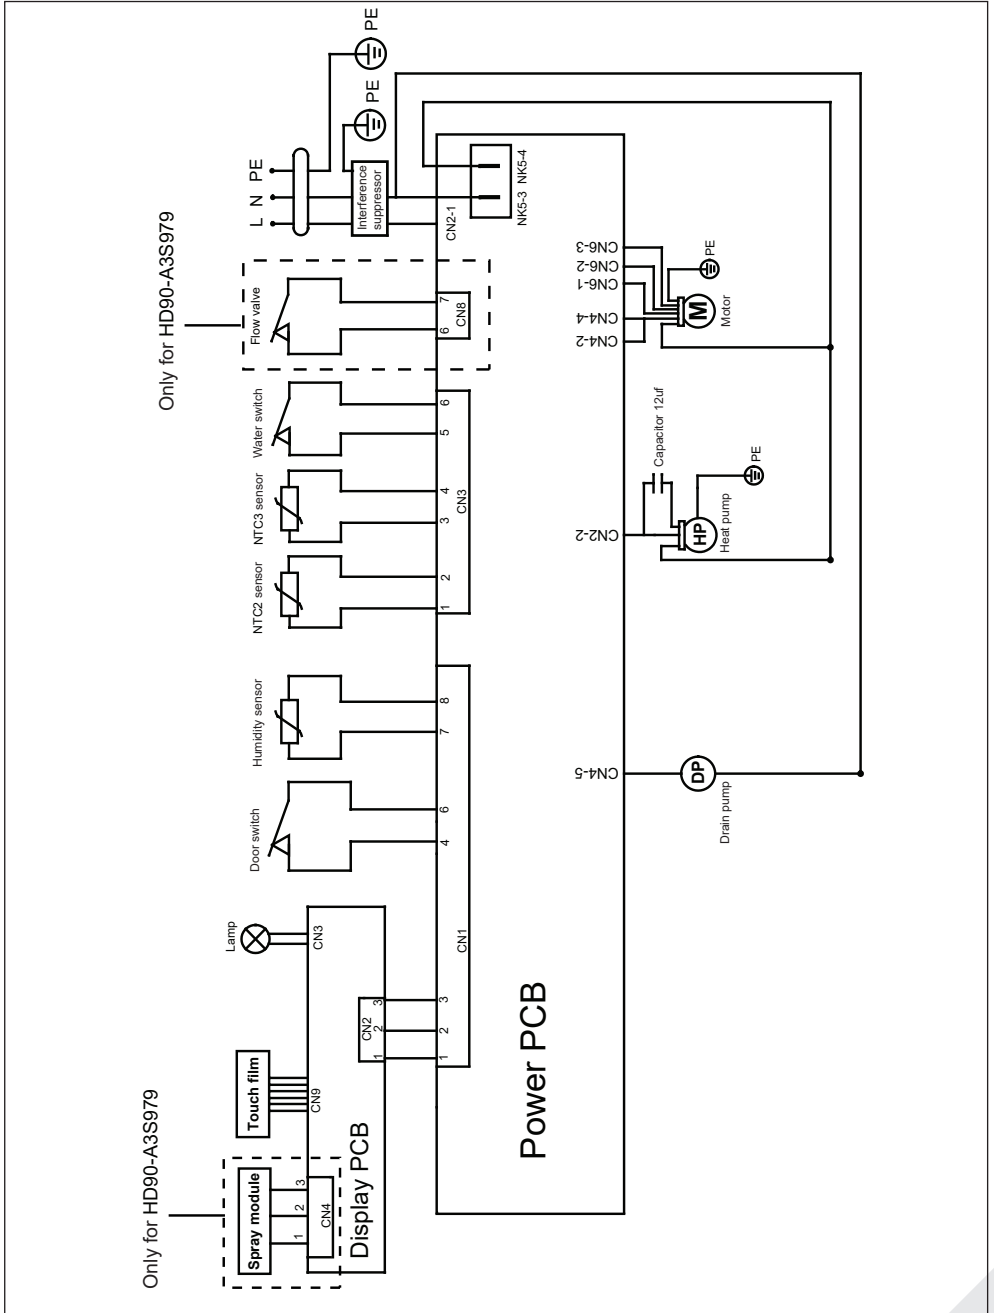 Only for HD90-A3S979
Spray module
1 2 3
CN4
Touch film
CN9
Lamp
CN3
Display PCB
CN2
1 2 3
1 2 3
CN1
Door switch
4 6
Humidity sensor
7 8
NTC2 sensor
1 2
NTC3 sensor
3 4
CN3
Water switch
5 6
Only for HD90-A3S979
Flow valve
6 7
CN8
L N PE
Interference
suppressor
PE
PE
CN2-1
NK5-3 NK5-4
Power PCB
CN4-5
DP
Drain pump
CN2-2
Capacitor 12uf
HP
Heat pump
PE
CN4-2
CN4-4
CN6-1
CN6-2
CN6-3
M
Motor
PE